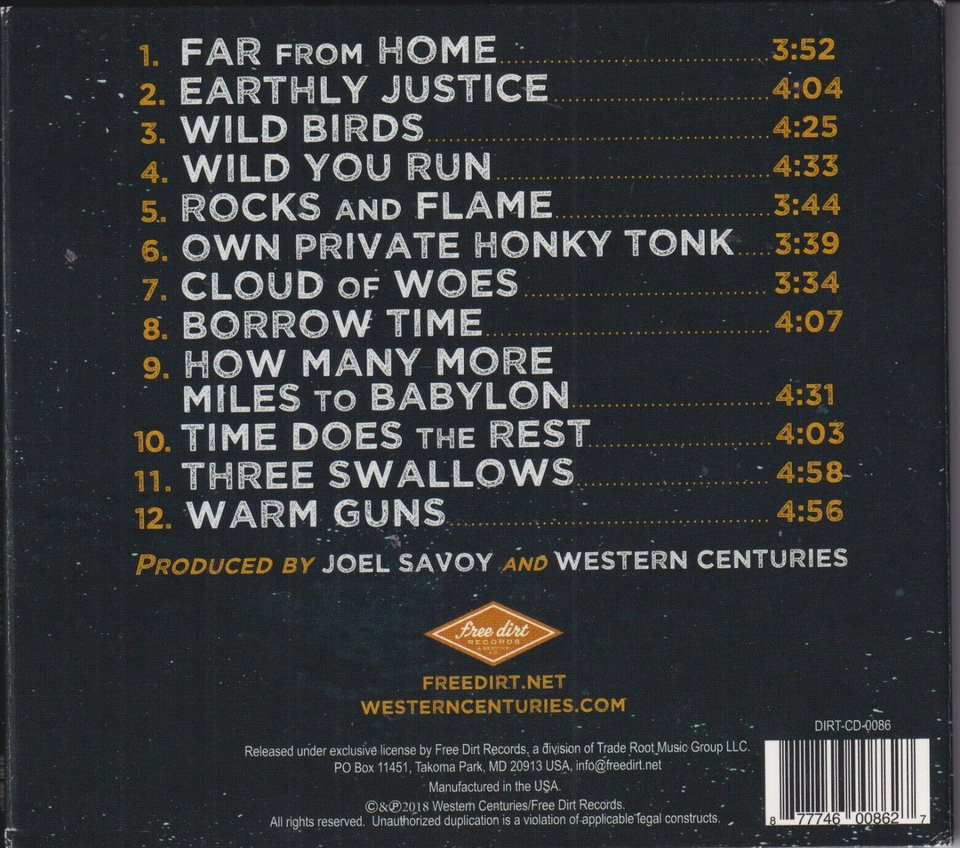 1. FAR FROM HOME 3:52
2. EARTHLY JUSTICE 4:04
3. WILD BIRDS 4:25
4. WILD YOU RUN 4:33
5. ROCKS AND FLAME 3:44
6. OWN PRIVATE HONKY TONK 3:39
7. CLOUD OF WOES 3:34
8. BORROW TIME 4:07
9. HOW MANY MORE
MILES TO BABYLON 4:31
10. TIME DOES THE REST 4:03
11. THREE SWALLOWS 4:58
12. WARM GUNS 4:56
PRODUCED BY JOEL SAVOY AND WESTERN CENTURIES
free dirt
RECORDS
FREEDIRT.NET
WESTERNCENTURIES.COM
DIRT-CD-0086
Released under exclusive license by Free Dirt Records, a division of Trade Root Music Group LLC.
PO Box 11451, Takoma Park, MD 20913 USA, info@freedirt.net
Manufactured in the USA.
©&℗2018 Western Centuries/Free Dirt Records.
All rights reserved. Unauthorized duplication is a violation of applicable legal constructs.
8 77746 00862 7